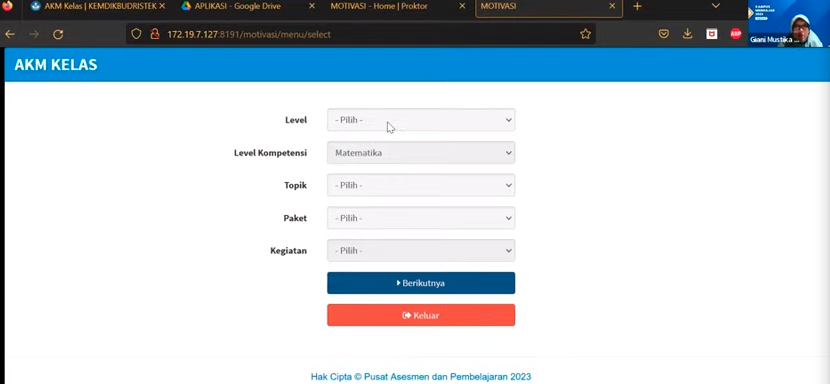 AKM Kelas | KEMDIKBUDRISTEK
APLIKASI - Google Drive
MOTIVASI - Home | Proktor
MOTIVASI
172.19.7.127:8191/motivasi/menu/select
ABP
Giani Mustika ...
AKM KELAS
Level - Pilih -
Level Kompetensi Matematika
Topik - Pilih -
Paket - Pilih -
Kegiatan - Pilih -
Berikutnya
Keluar
Hak Cipta © Pusat Asesmen dan Pembelajaran 2023